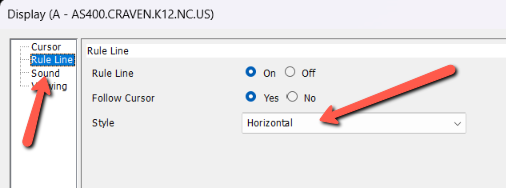 Display (A - AS400.CRAVEN.K12.NC.US)
Cursor
Rule Line
Sound
Rule Line
Rule Line On Off
Follow Cursor Yes No
Style Horizontal